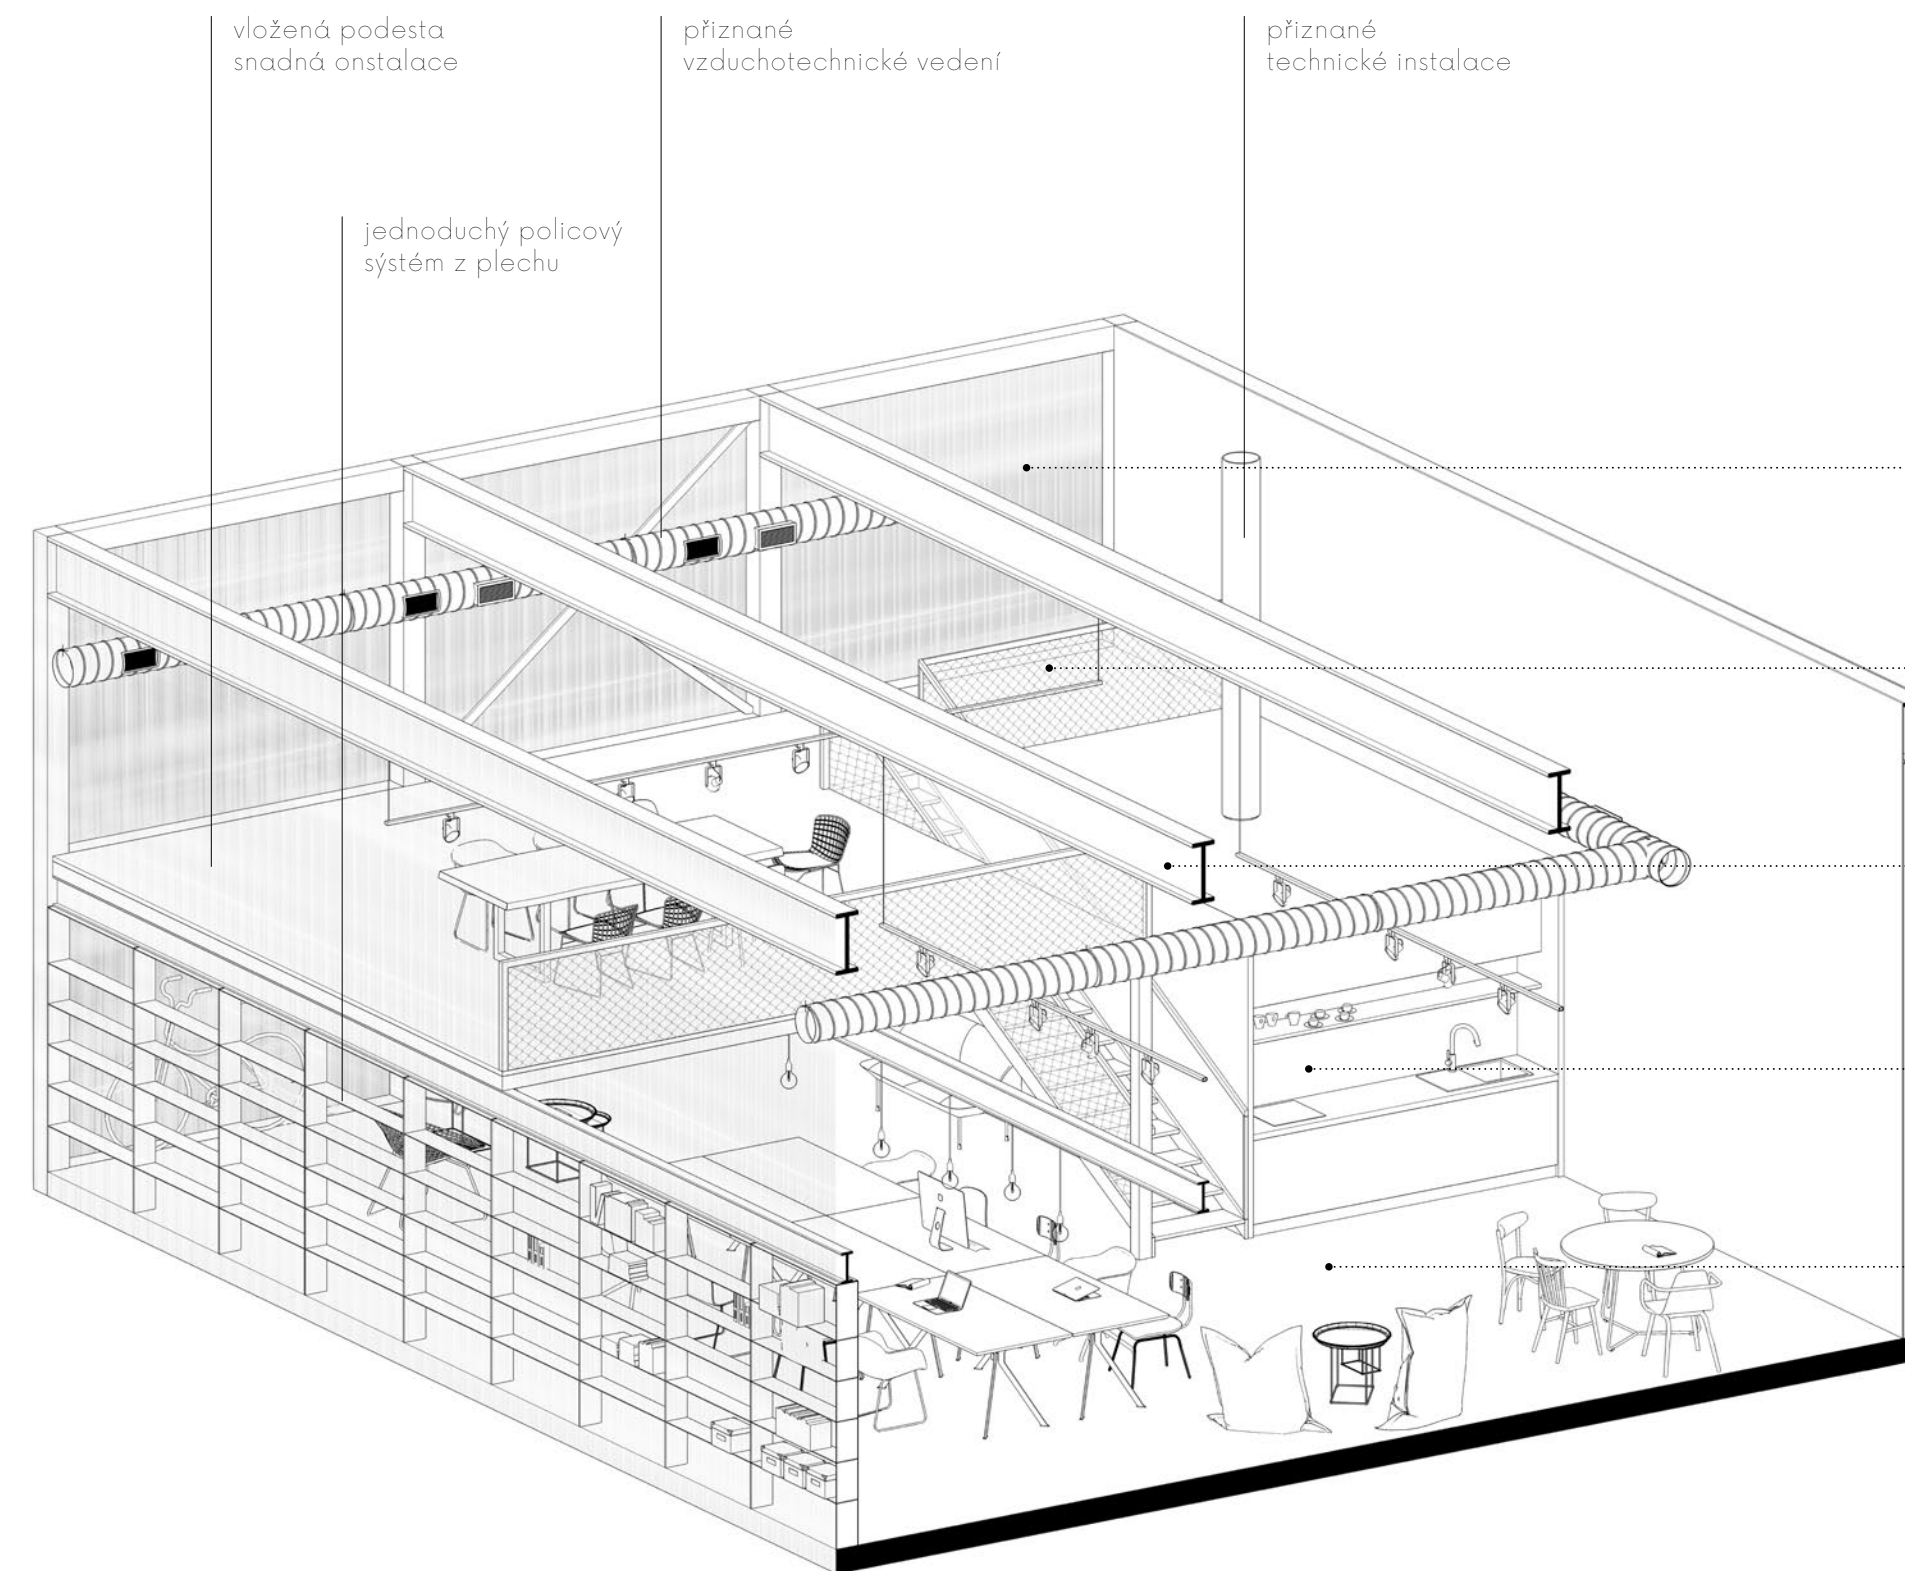 vložená podesta
snadná onstalace
přiznané
vzduchotechnické vedení
přiznané
technické instalace
jednoduchý policový
sýstém z plechu